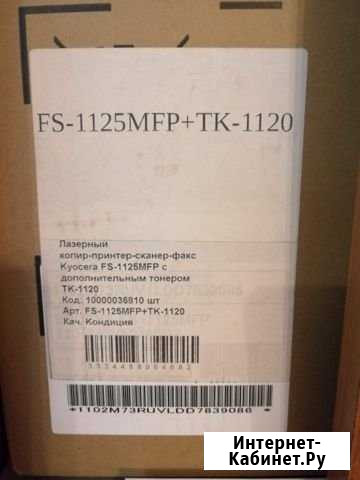 FS-1125MFP+TK-1120
Лазерный
копир-принтер-сканер-факс
Kyocera FS-1125MFP с
дополнительным тонером
TK-1120
Код: 10000036810 шт
Арт. FS-1125MFP+TK-1120
Кач. Кондиция
*1102M73RUVLDD7839086*
Интернет-
Кабинет.Ру